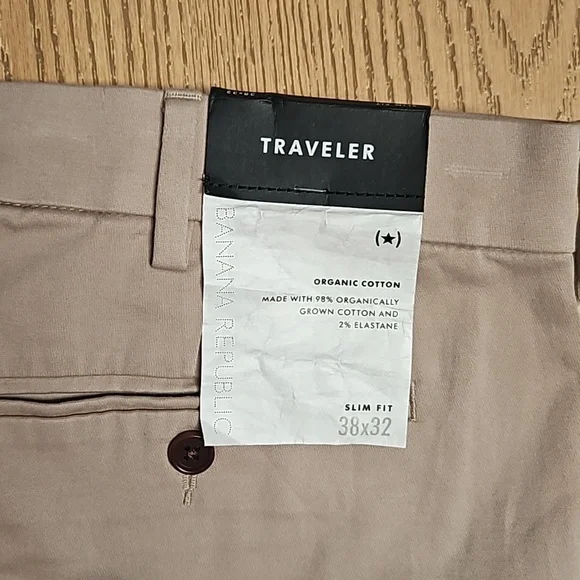 TRAVELER
BANANA REPUBLIC
(★)
ORGANIC COTTON
MADE WITH 98% ORGANICALLY
GROWN COTTON AND
2% ELASTANE
SLIM FIT
38x32